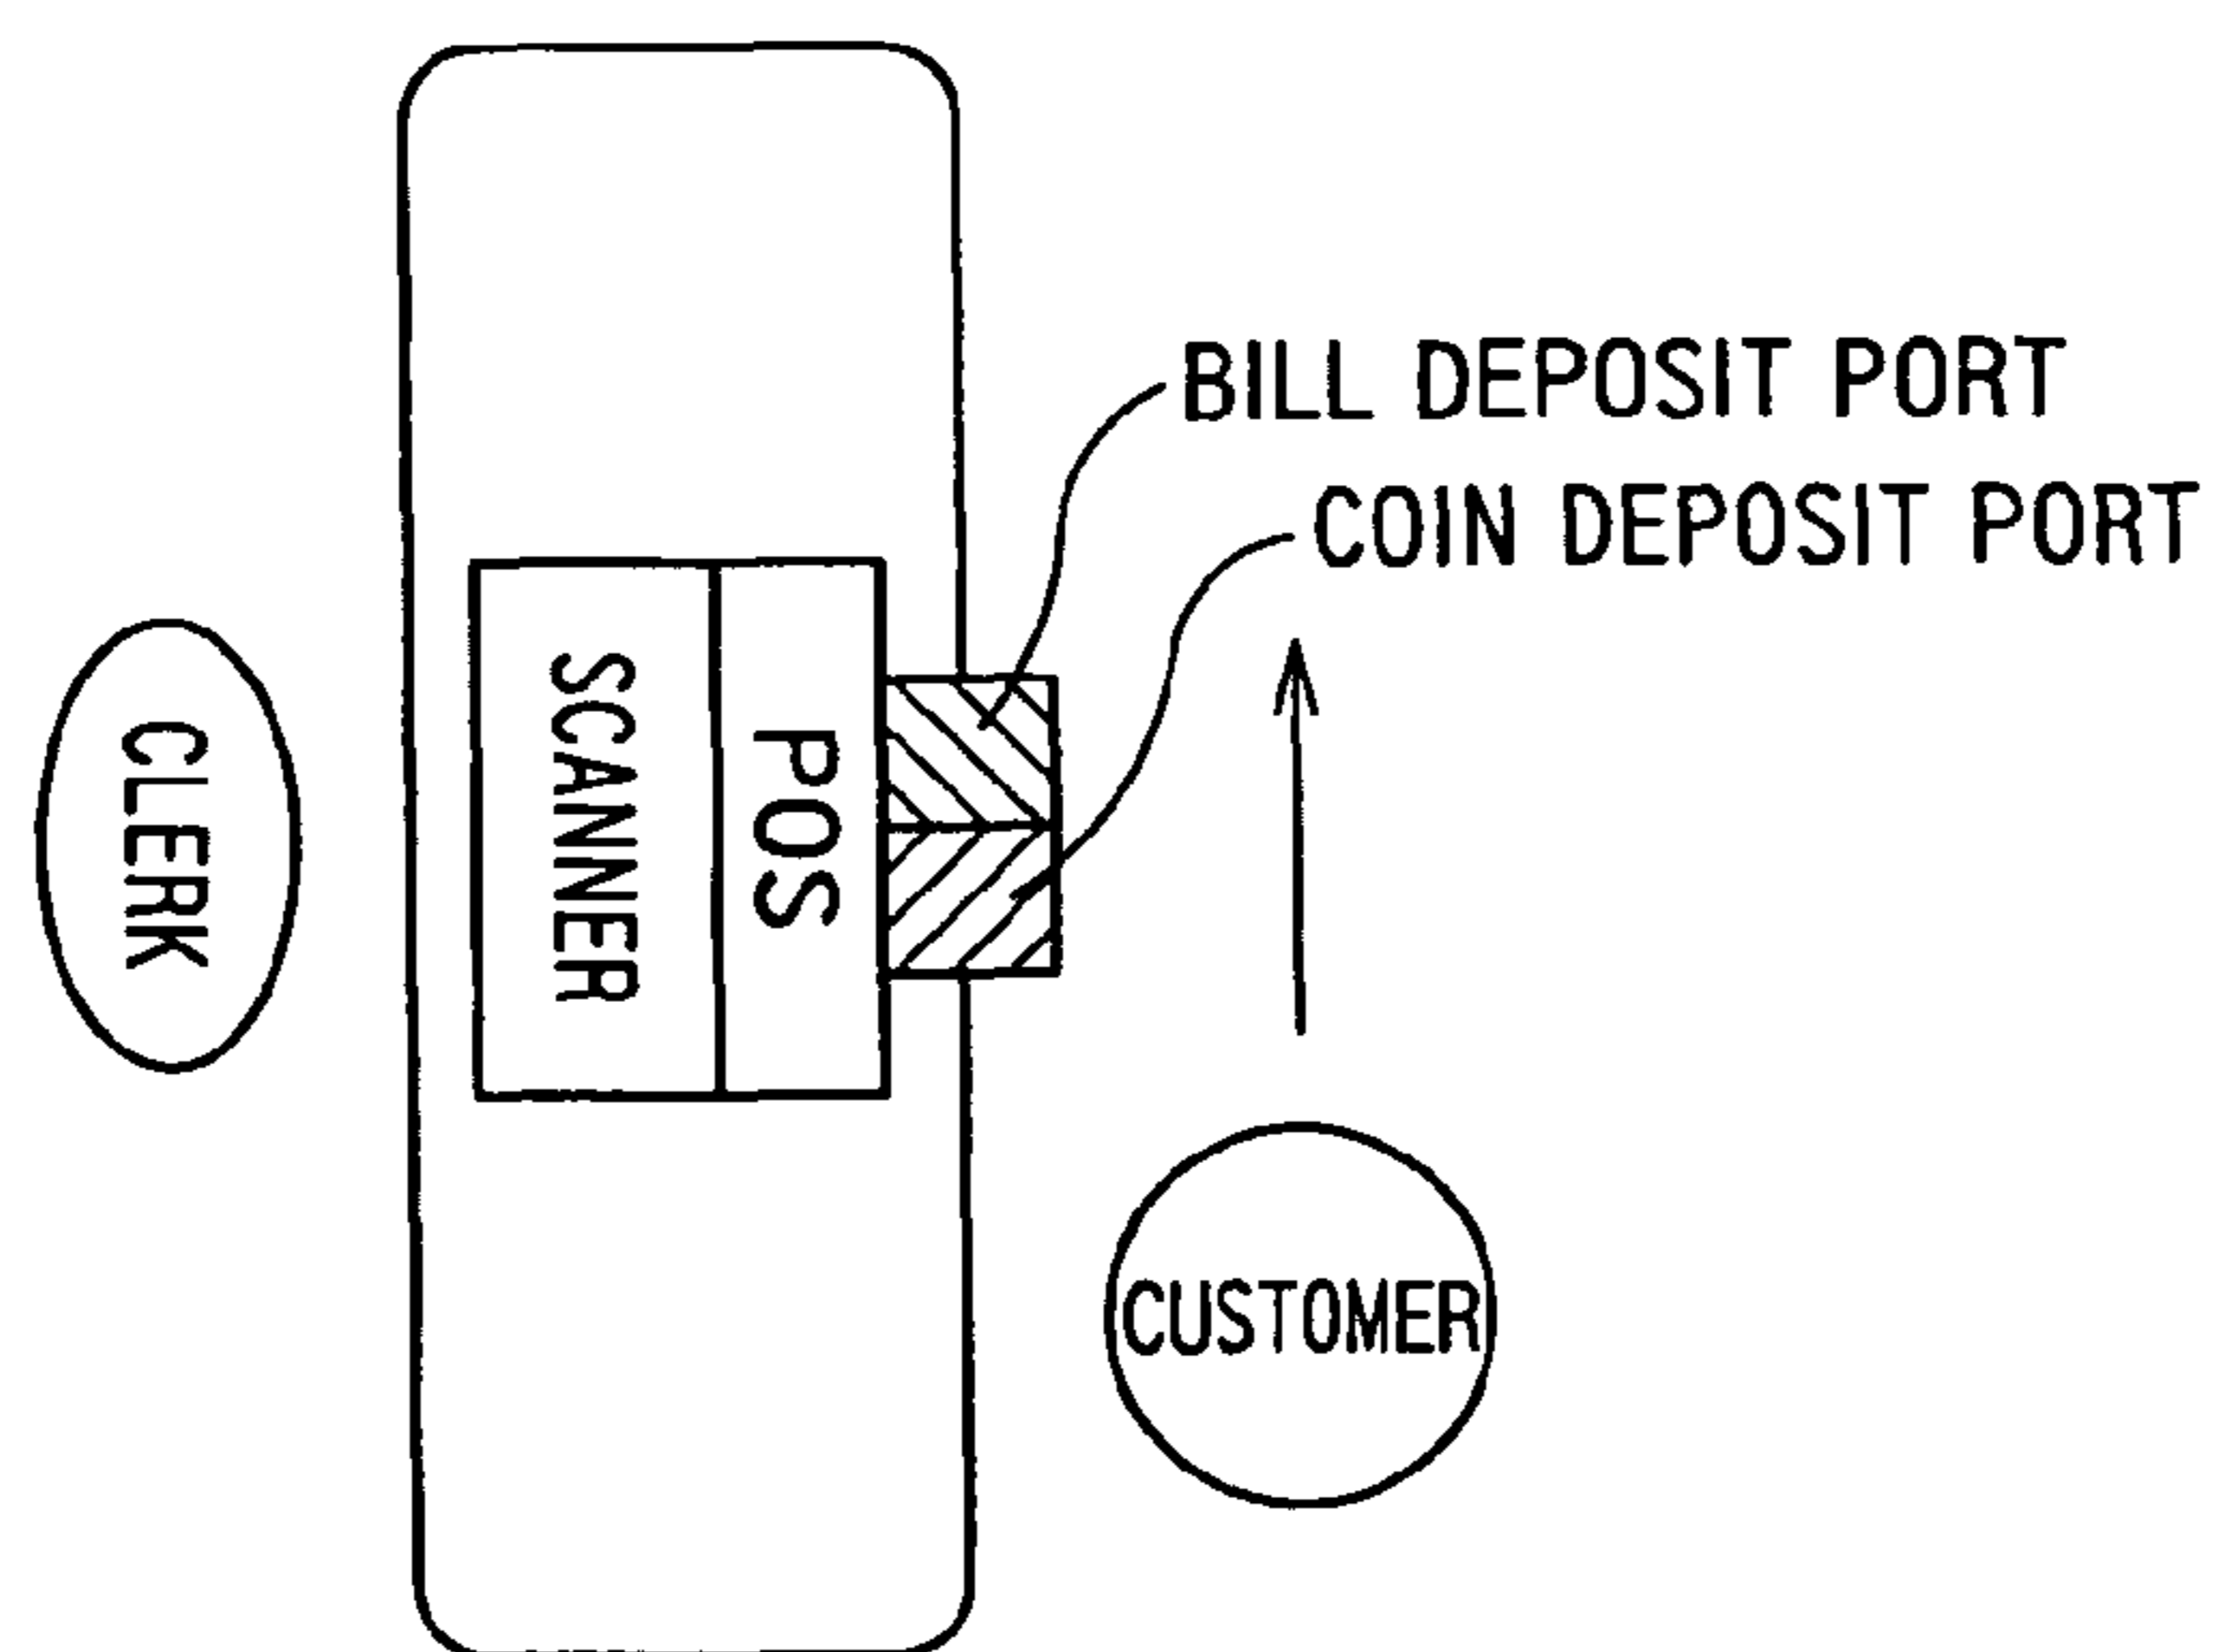 BILL DEPOSIT PORT
COIN DEPOSIT PORT
CLERK
SCANNER
POS
CUSTOMER